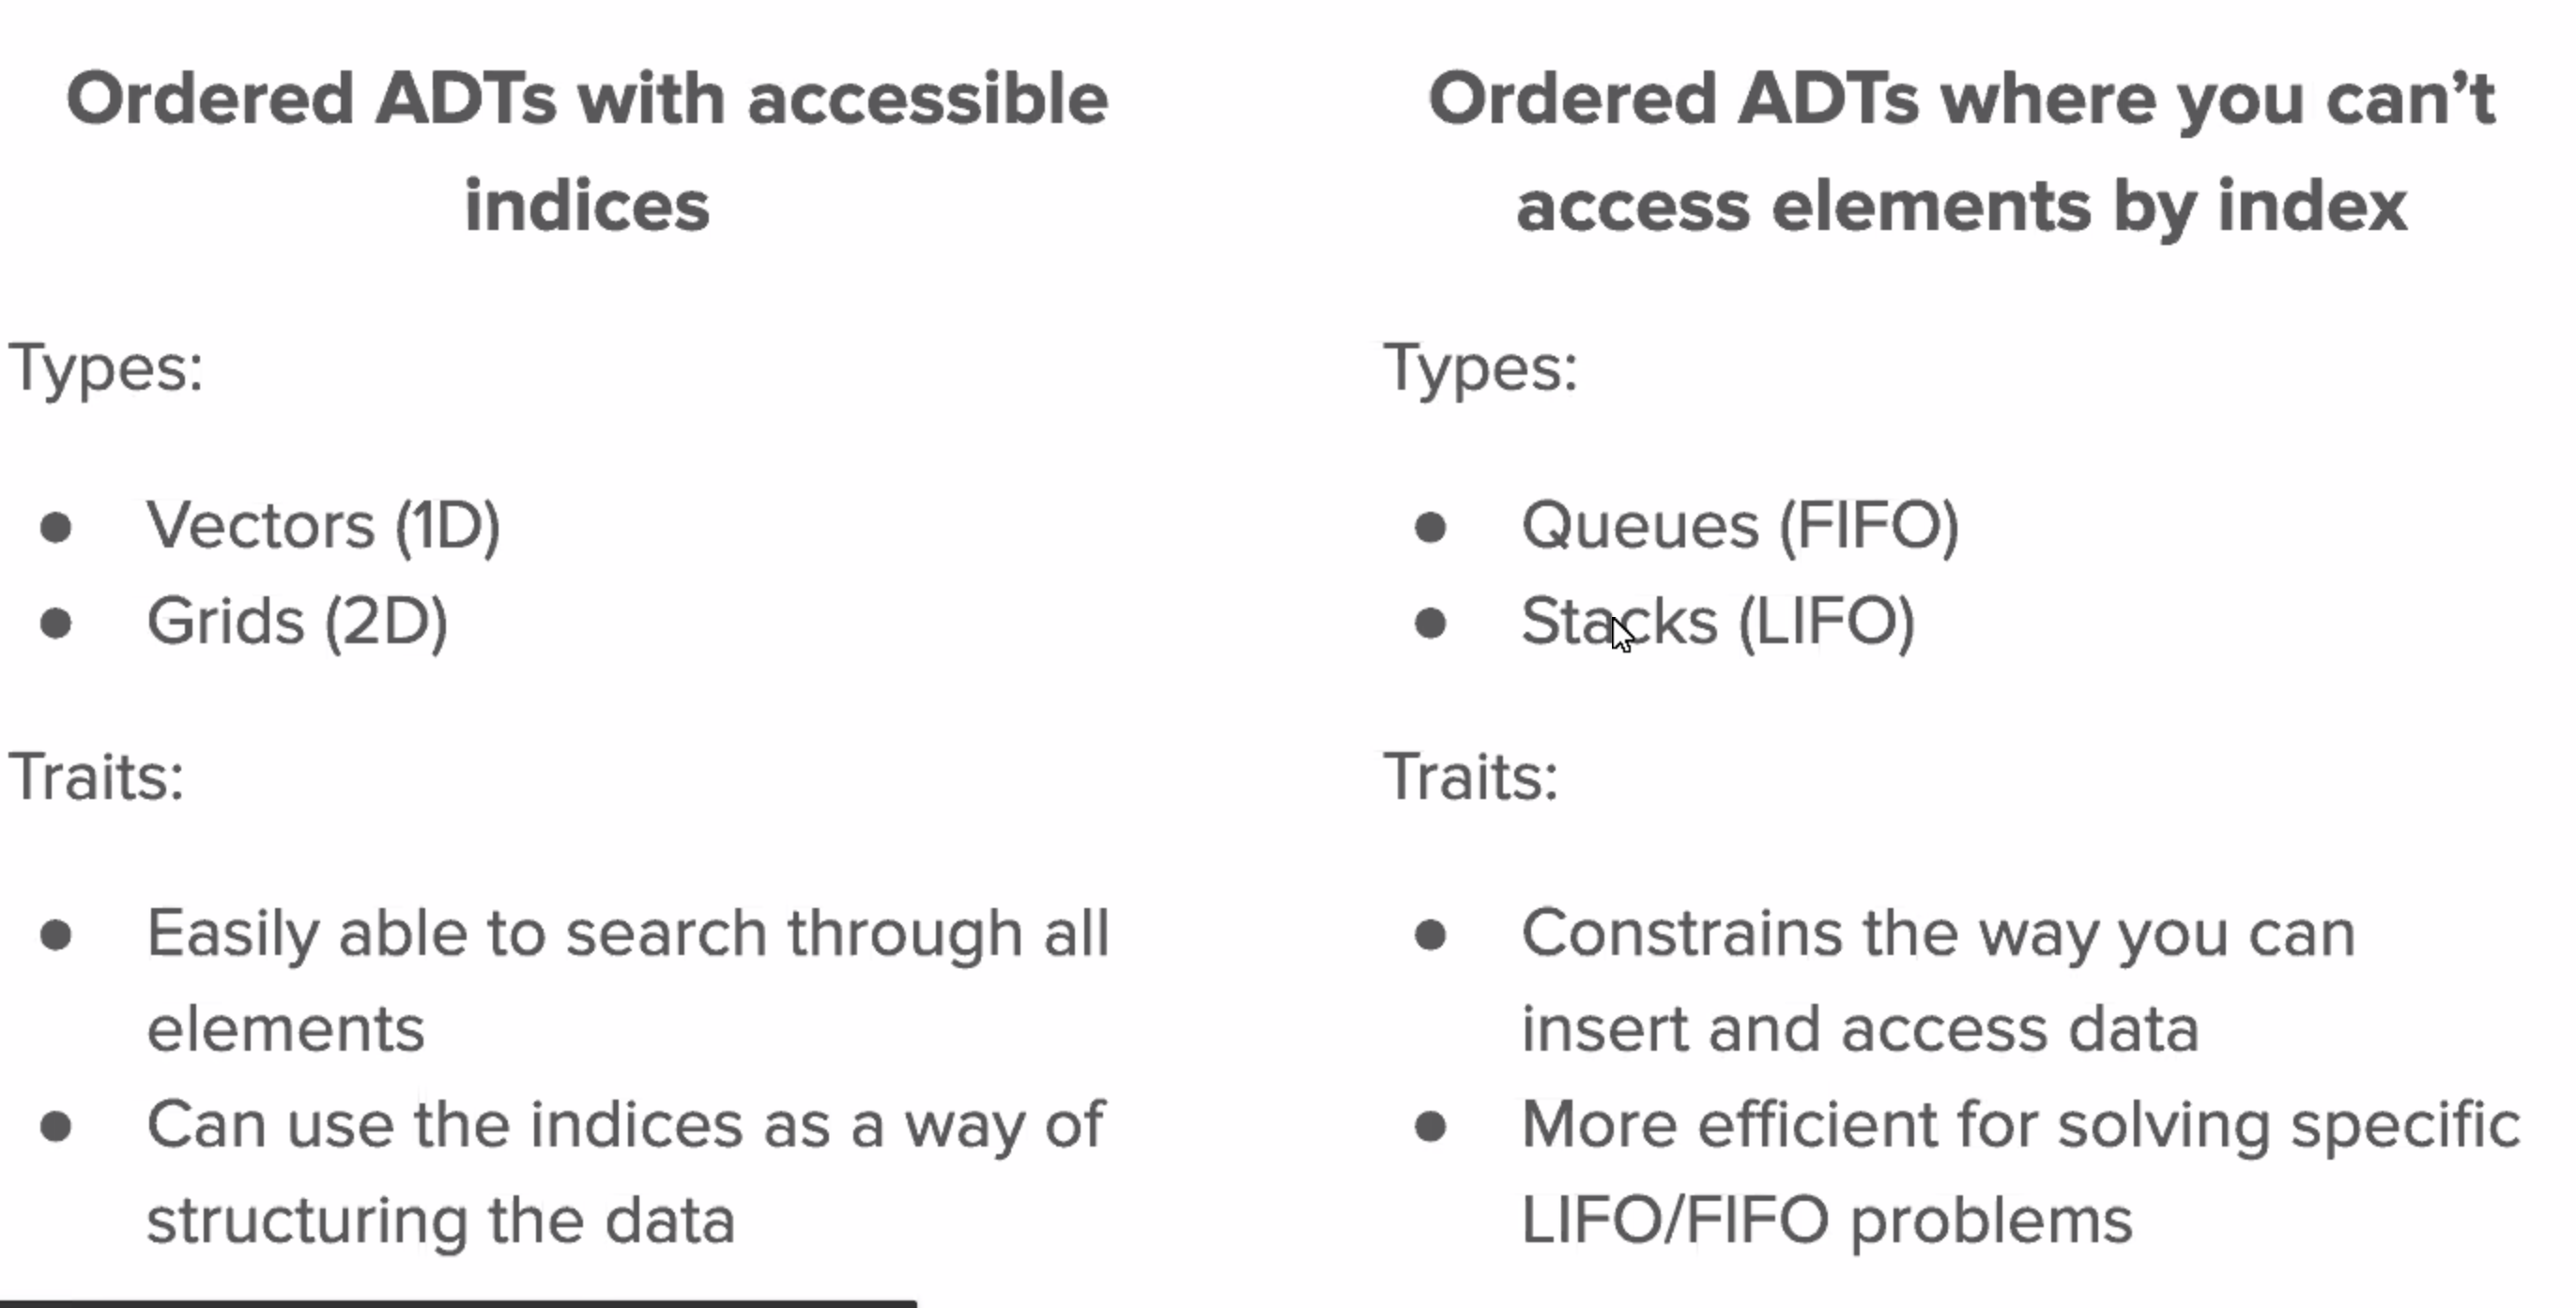 Ordered ADTs with accessible
indices
Types:
● Vectors (1D)
● Grids (2D)
Traits:
● Easily able to search through all
elements
● Can use the indices as a way of
structuring the data
Ordered ADTs where you can’t
access elements by index
Types:
● Queues (FIFO)
● Stacks (LIFO)
Traits:
● Constrains the way you can
insert and access data
● More efficient for solving specific
LIFO/FIFO problems